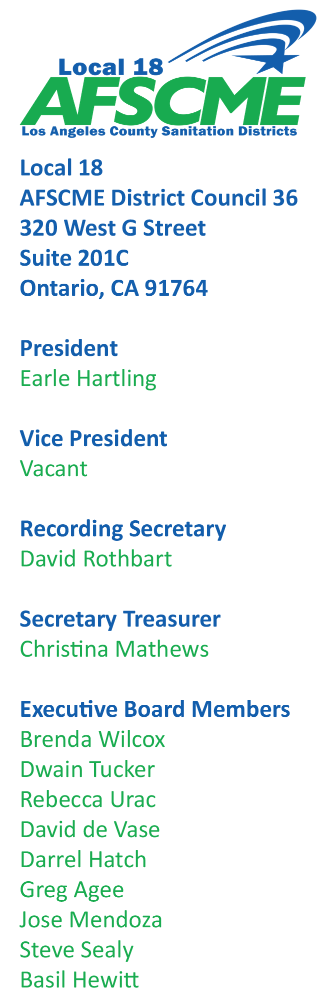 Local 18
AFSCME
Los Angeles County Sanitation Districts
Local 18
AFSCME District Council 36
320 West G Street
Suite 201C
Ontario, CA 91764
President
Earle Hartling
Vice President
Vacant
Recording Secretary
David Rothbart
Secretary Treasurer
Christina Mathews
Executive Board Members
Brenda Wilcox
Dwain Tucker
Rebecca Urac
David de Vase
Darrel Hatch
Greg Agee
Jose Mendoza
Steve Sealy
Basil Hewitt